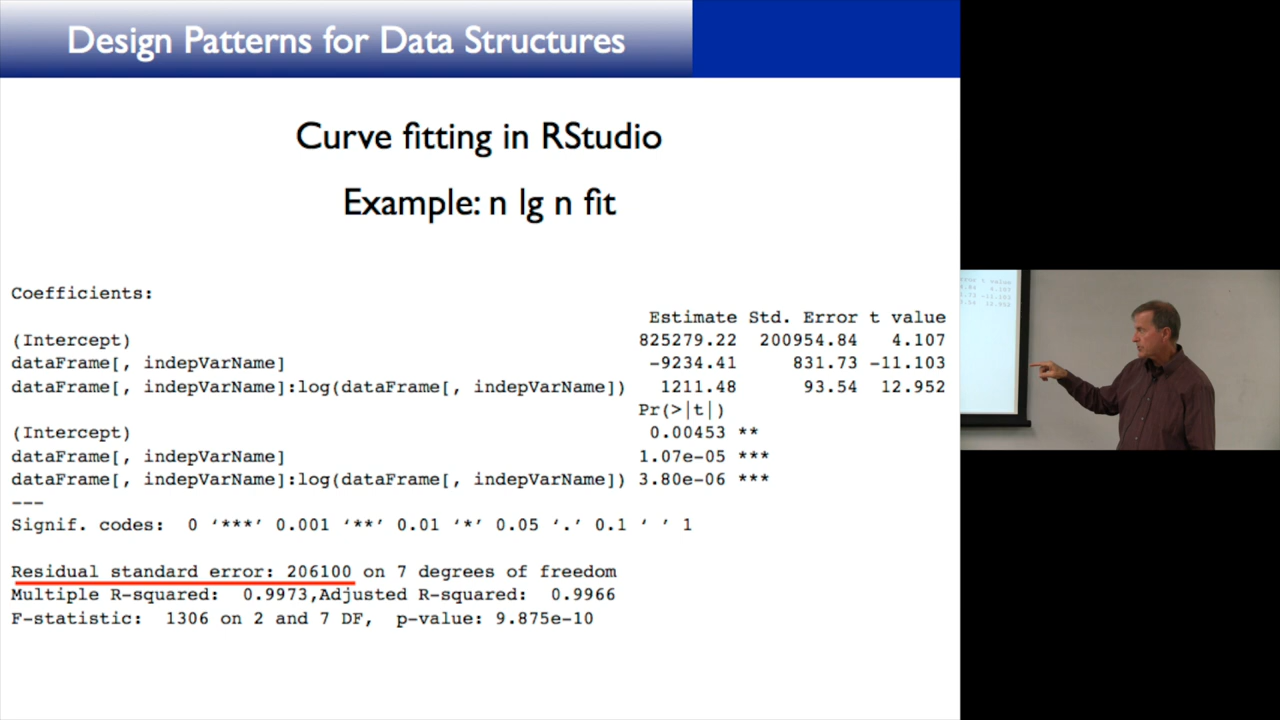 Design Patterns for Data Structures
Curve fitting in RStudio
Example: n lg n fit
Coefficients:
Estimate Std. Error t value
(Intercept) 825279.22 200954.84 4.107
dataFrame[, indepVarName] -9234.41 831.73 -11.103
dataFrame[, indepVarName]:log(dataFrame[, indepVarName]) 1211.48 93.54 12.952
Pr(>|t|)
(Intercept) 0.00453 **
dataFrame[, indepVarName] 1.07e-05 ***
dataFrame[, indepVarName]:log(dataFrame[, indepVarName]) 3.80e-06 ***
---
Signif. codes: 0 ‘***’ 0.001 ‘**’ 0.01 ‘*’ 0.05 ‘.’ 0.1 ‘ ’ 1
Residual standard error: 206100 on 7 degrees of freedom
Multiple R-squared: 0.9973,Adjusted R-squared: 0.9966
F-statistic: 1306 on 2 and 7 DF, p-value: 9.875e-10